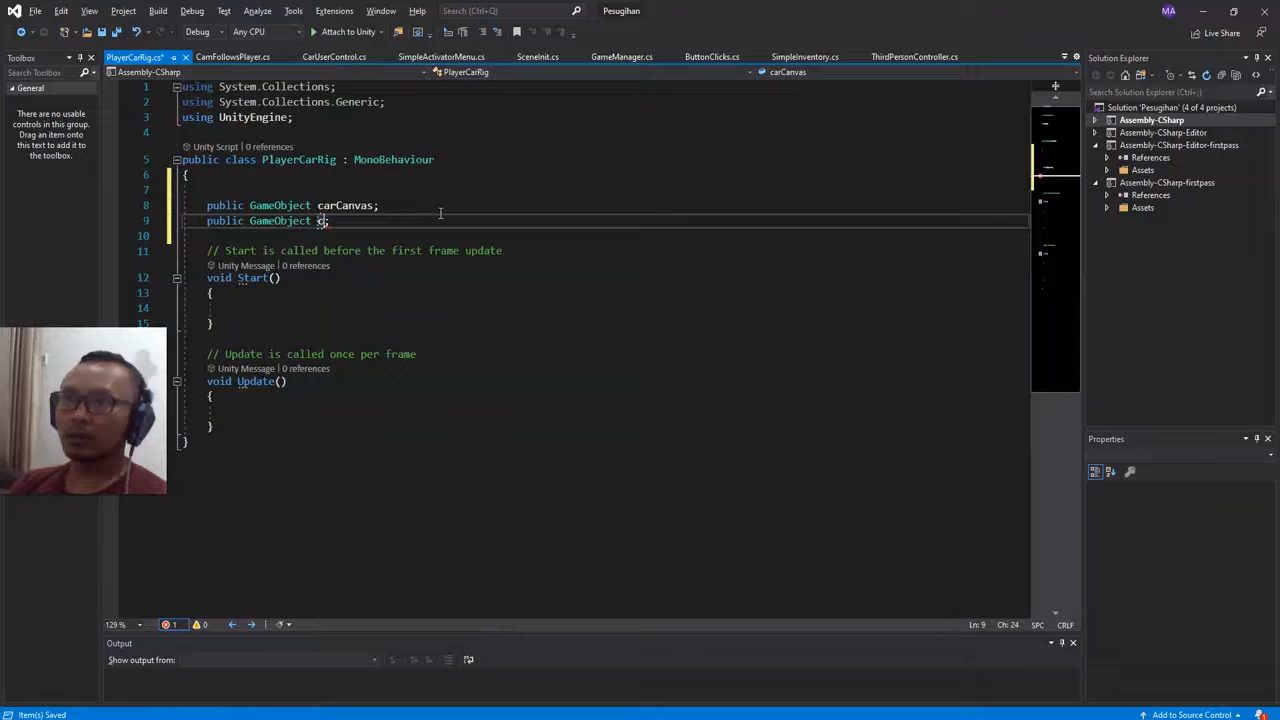 File Edit View Git Project Build Debug Test Analyze Tools Extensions Window Help Search (Ctrl+Q) Pesugihan MA
Debug Any CPU Attach to Unity Live Share
Toolbox
Search Toolbox
General
There are no usable
controls in this group.
Drag an item onto
this text to add it to
the toolbox.
PlayerCarRig.cs* CamFollowsPlayer.cs CarUserControl.cs SimpleActivatorMenu.cs SceneInit.cs GameManager.cs ButtonClicks.cs SimpleInventory.cs ThirdPersonController.cs
Assembly-CSharp PlayerCarRig carCanvas
1 using System.Collections;
2 using System.Collections.Generic;
3 using UnityEngine;
4
Unity Script | 0 references
5 public class PlayerCarRig : MonoBehaviour
6 {
7
8 public GameObject carCanvas;
9 public GameObject c;
10
11 // Start is called before the first frame update
Unity Message | 0 references
12 void Start()
13 {
14
15 }
// Update is called once per frame
Unity Message | 0 references
void Update()
{
}
}
129 % 1 0 Ln: 9 Ch: 24 SPC CRLF
Output
Show output from:
Solution Explorer
Search Solution Explorer (Ctrl+;)
Solution 'Pesugihan' (4 of 4 projects)
Assembly-CSharp
Assembly-CSharp-Editor
Assembly-CSharp-Editor-firstpass
References
Assets
Assembly-CSharp-firstpass
References
Assets
Properties
Item(s) Saved Add to Source Control 1